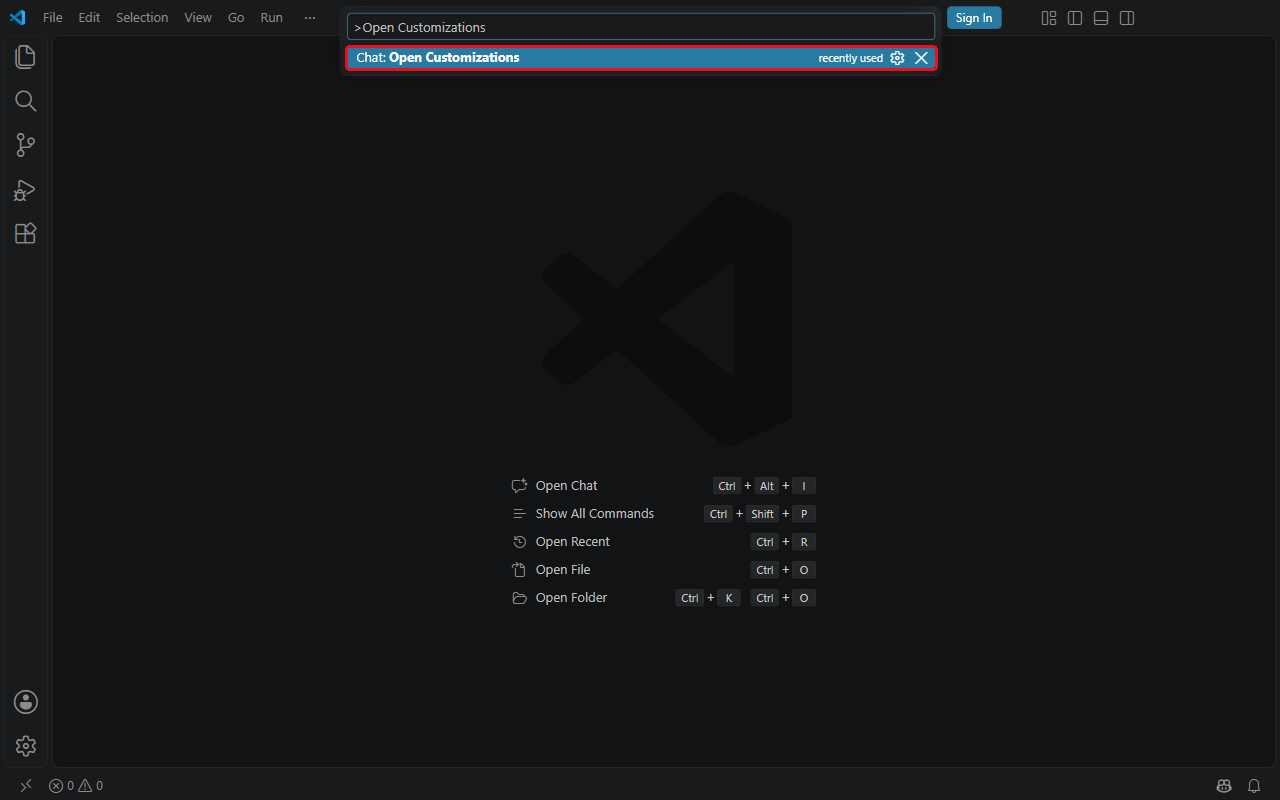 File Edit Selection View Go Run ···
>Open Customizations
Sign In
Chat: Open Customizations recently used
Open Chat Ctrl + Alt + I
Show All Commands Ctrl + Shift + P
Open Recent Ctrl + R
Open File Ctrl + O
Open Folder Ctrl + K Ctrl + O
0 0